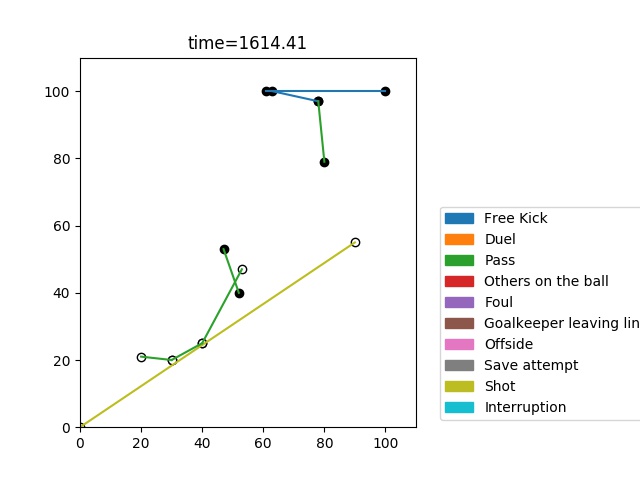 time=1614.41
100
80
60
40
20
0
0 20 40 60 80 100
Free Kick
Duel
Pass
Others on the ball
Foul
Goalkeeper leaving lin
Offside
Save attempt
Shot
Interruption